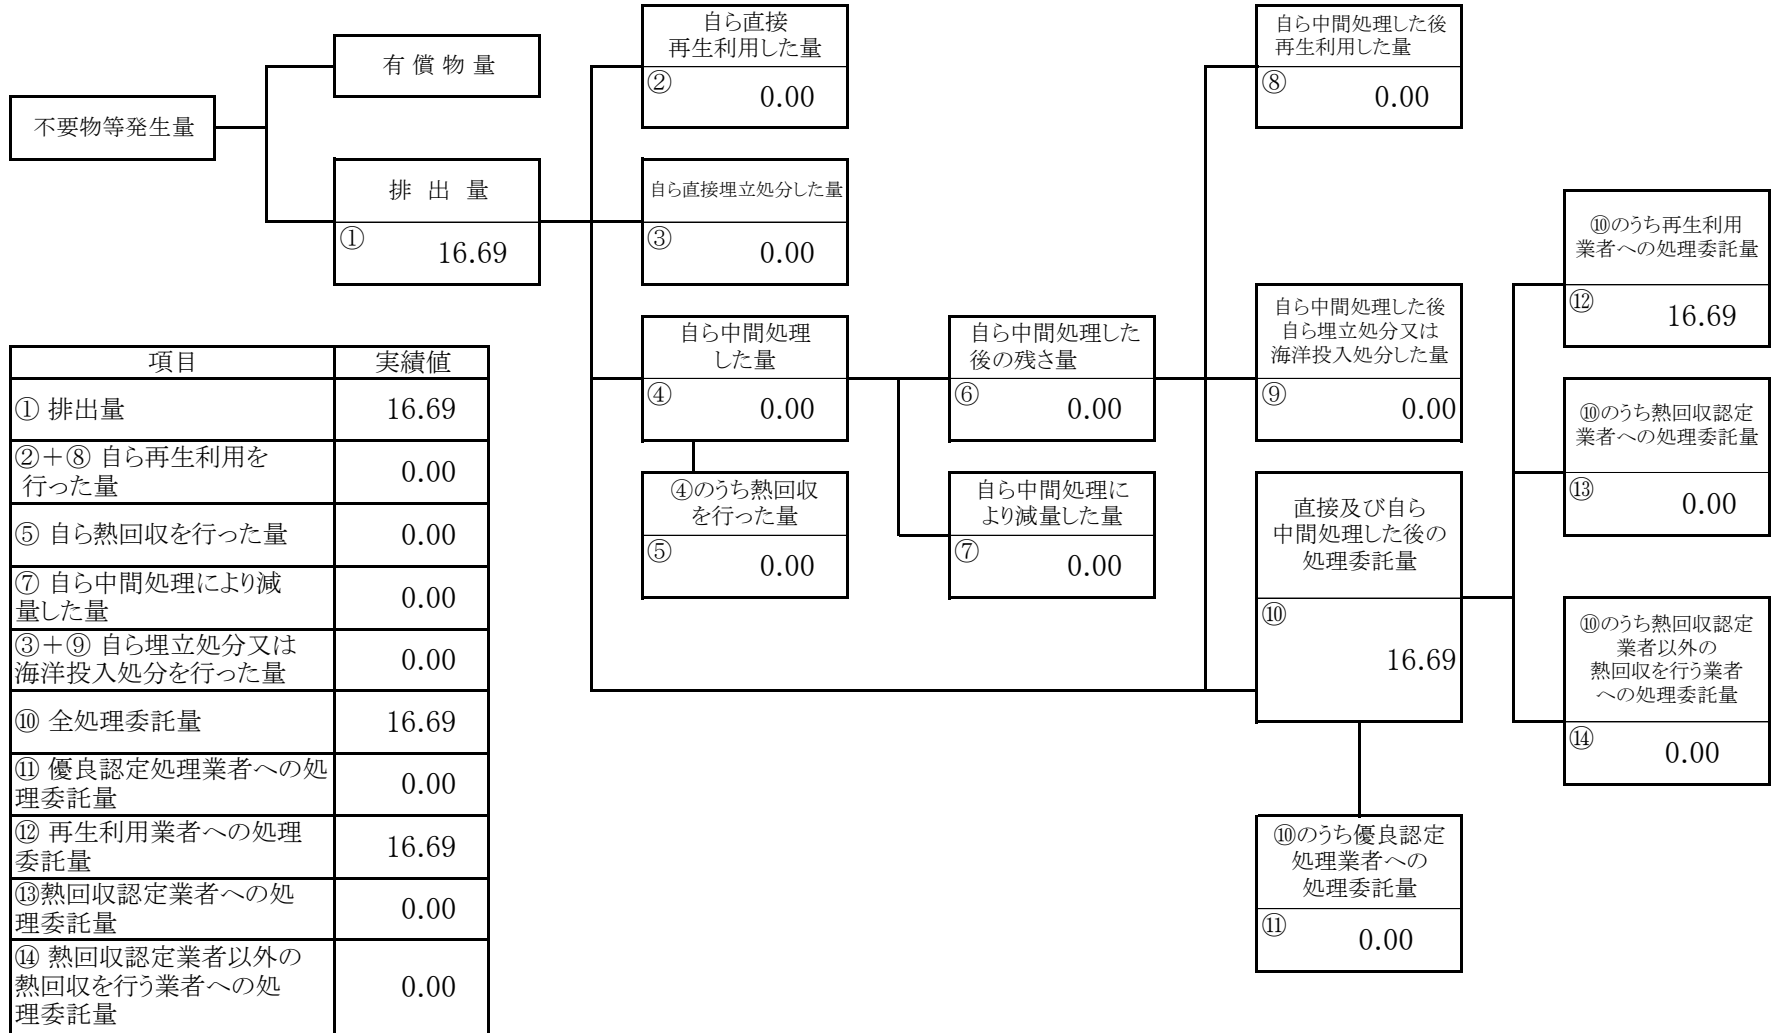 不要物等発生量
有 償 物 量
排 出 量
①
16.69
自ら直接
再生利用した量
②
0.00
自ら直接埋立処分した量
③
0.00
自ら中間処理
した量
④
0.00
④のうち熱回収
を行った量
⑤
0.00
自ら中間処理した
後の残さ量
⑥
0.00
自ら中間処理に
より減量した量
⑦
0.00
自ら中間処理した後
再生利用した量
⑧
0.00
自ら中間処理した後
自ら埋立処分又は
海洋投入処分した量
⑨
0.00
直接及び自ら
中間処理した後の
処理委託量
⑩
16.69
⑩のうち優良認定
処理業者への
処理委託量
⑪
0.00
⑩のうち再生利用
業者への処理委託量
⑫
16.69
⑩のうち熱回収認定
業者への処理委託量
⑬
0.00
⑩のうち熱回収認定
業者以外の
熱回収を行う業者
への処理委託量
⑭
0.00
項目 実績値
① 排出量 16.69
②＋⑧ 自ら再生利用を
行った量 0.00
⑤ 自ら熱回収を行った量 0.00
⑦ 自ら中間処理により減
量した量 0.00
③＋⑨ 自ら埋立処分又は
海洋投入処分を行った量 0.00
⑩ 全処理委託量 16.69
⑪ 優良認定処理業者への処
理委託量 0.00
⑫ 再生利用業者への処理
委託量 16.69
⑬熱回収認定業者への処
理委託量 0.00
⑭ 熱回収認定業者以外の
熱回収を行う業者への処
理委託量 0.00